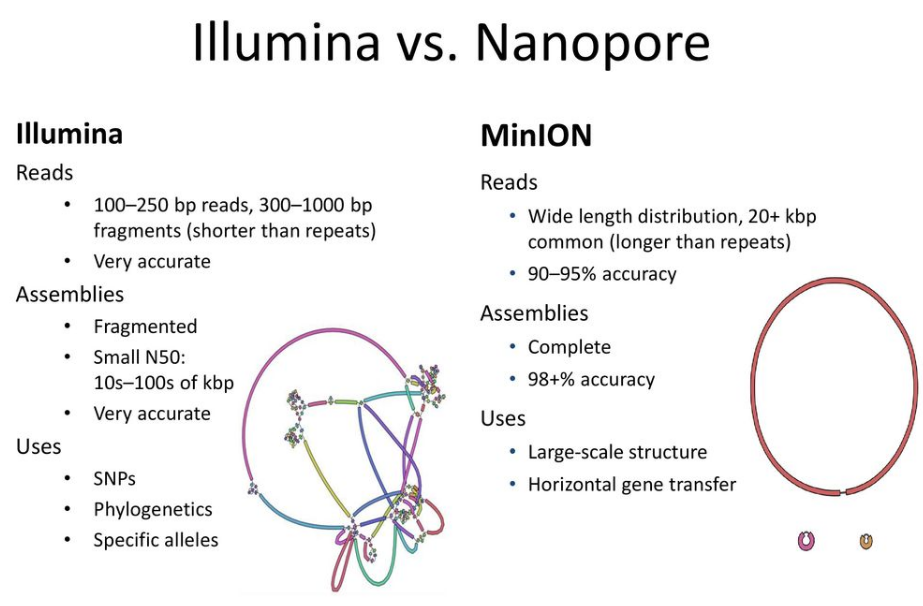 Illumina vs. Nanopore
Illumina
Reads
• 100–250 bp reads, 300–1000 bp
fragments (shorter than repeats)
• Very accurate
Assemblies
• Fragmented
• Small N50:
10s–100s of kbp
• Very accurate
Uses
• SNPs
• Phylogenetics
• Specific alleles
MinION
Reads
• Wide length distribution, 20+ kbp
common (longer than repeats)
• 90–95% accuracy
Assemblies
• Complete
• 98+% accuracy
Uses
• Large-scale structure
• Horizontal gene transfer